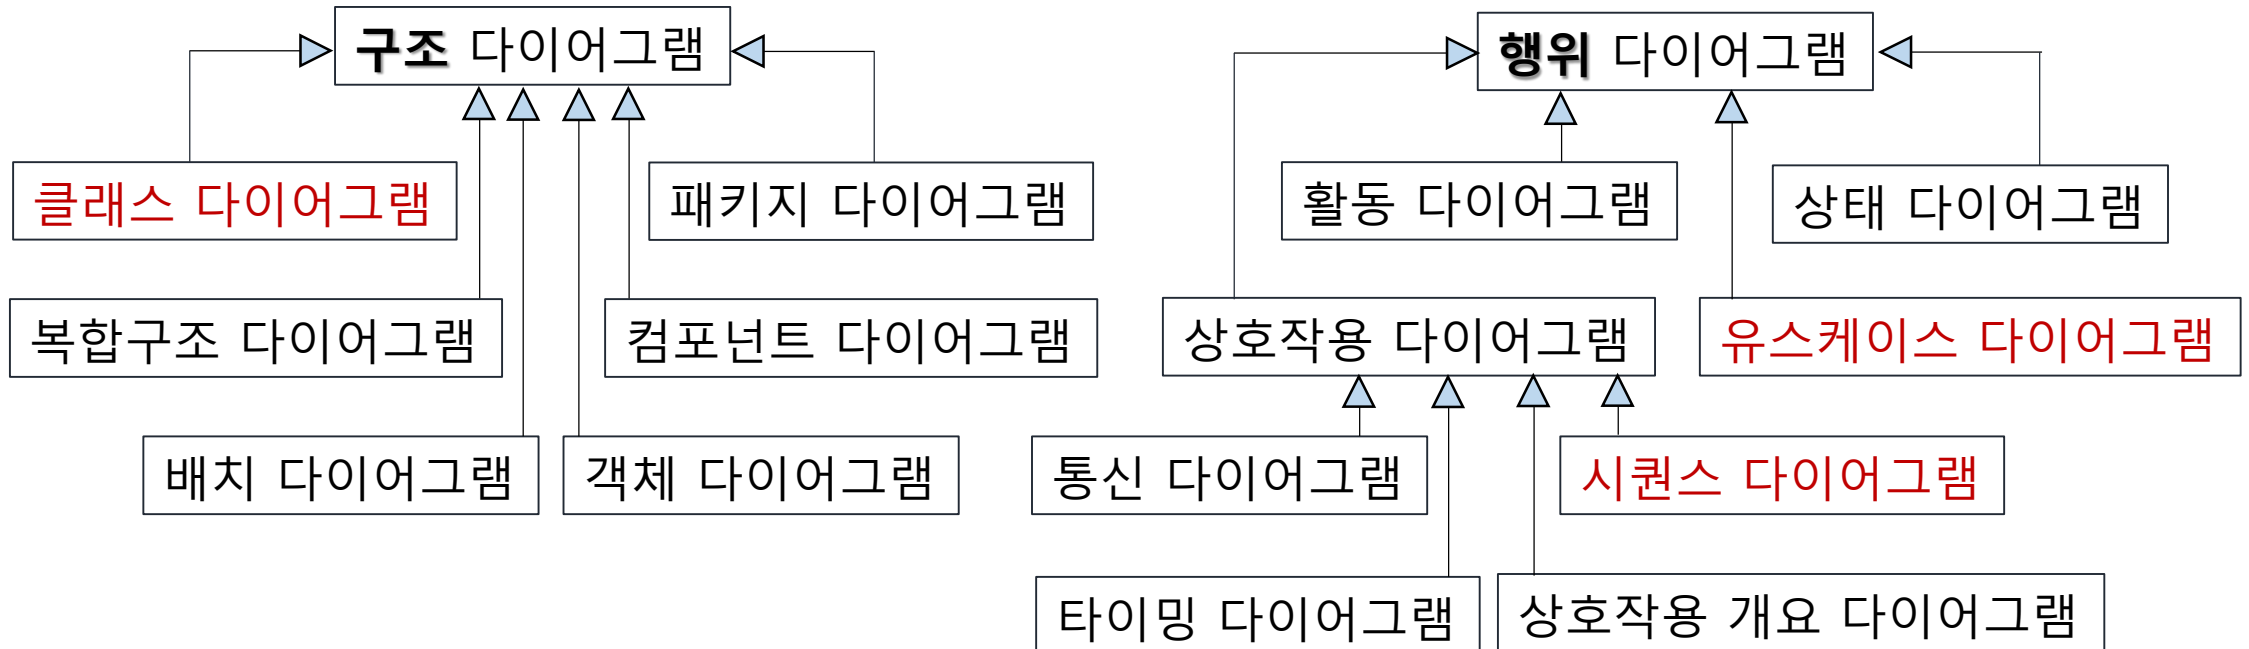 구조 다이어그램
행위 다이어그램
클래스 다이어그램
패키지 다이어그램
활동 다이어그램
상태 다이어그램
복합구조 다이어그램
컴포넌트 다이어그램
상호작용 다이어그램
유스케이스 다이어그램
배치 다이어그램
객체 다이어그램
통신 다이어그램
시퀀스 다이어그램
타이밍 다이어그램
상호작용 개요 다이어그램